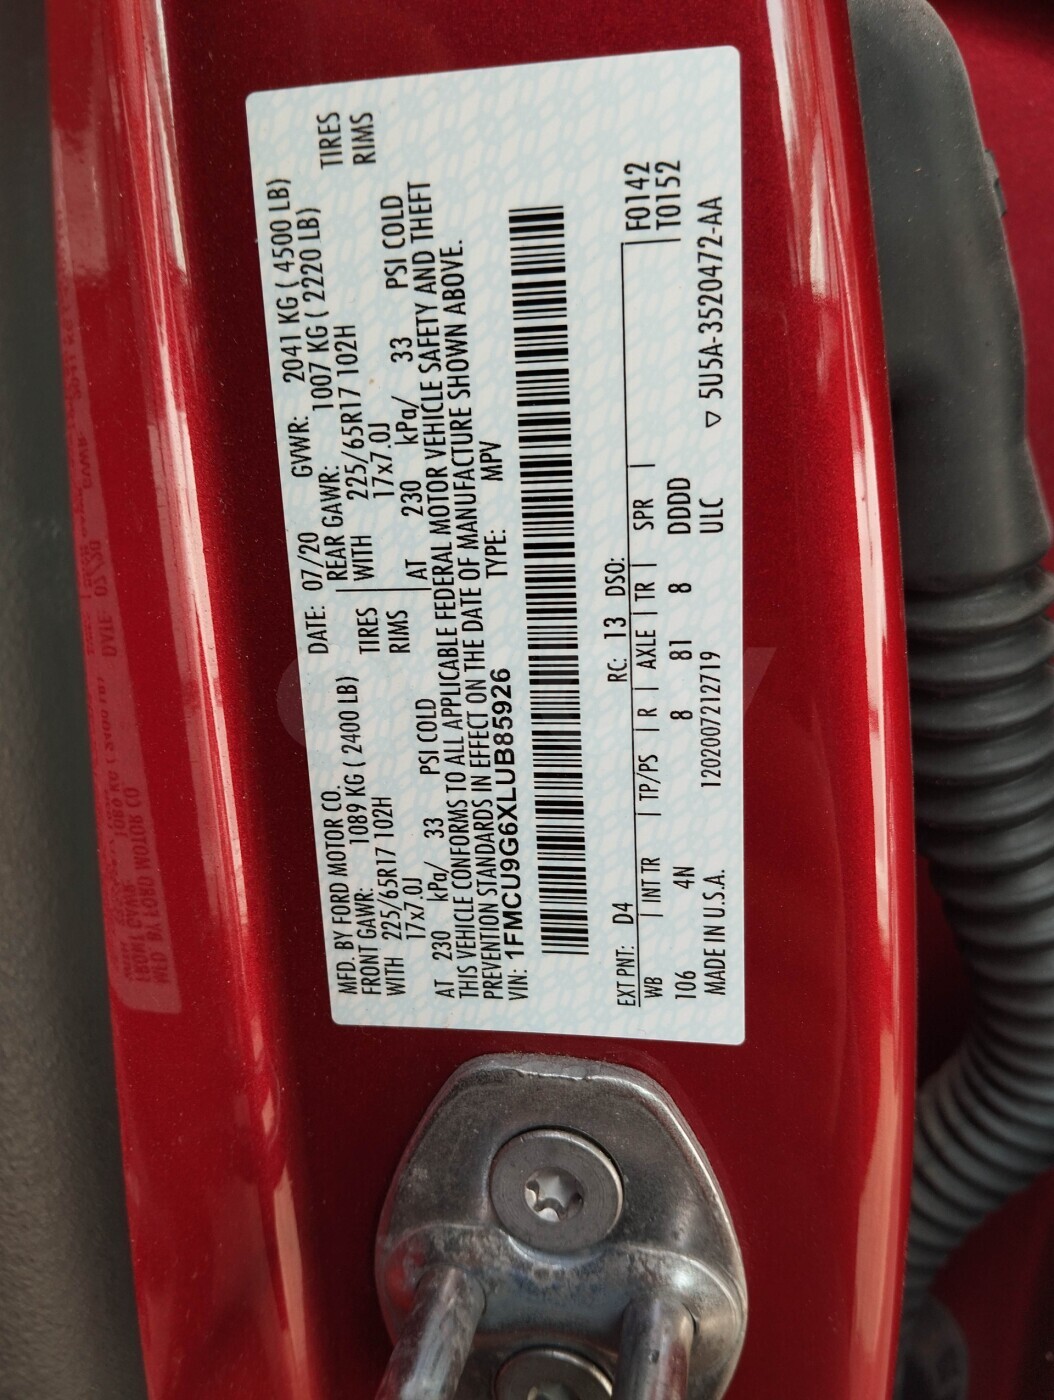 MFD. BY FORD MOTOR CO. DATE: 07/20 GVWR: 2041 KG ( 4500 LB)
FRONT GAWR: 1089 KG ( 2400 LB) REAR GAWR: 1007 KG ( 2220 LB)
WITH 225/65R17 102H TIRES WITH 225/65R17 102H TIRES
17x7.0J RIMS 17x7.0J RIMS
AT 230 kPa/ 33 PSI COLD AT 230 kPa/ 33 PSI COLD
THIS VEHICLE CONFORMS TO ALL APPLICABLE FEDERAL MOTOR VEHICLE SAFETY AND THEFT
PREVENTION STANDARDS IN EFFECT ON THE DATE OF MANUFACTURE SHOWN ABOVE.
VIN: 1FMCU9G6XLUB85926 TYPE: MPV
EXT PNT: D4 RC: 13 DSO: F0142
WB | INT TR | TP/PS | R | AXLE | TR | SPR | T0152
106 4N 8 81 8 DDDD
MADE IN U.S.A. 1202007212719 ULC ▽ 5U5A-3520472-AA